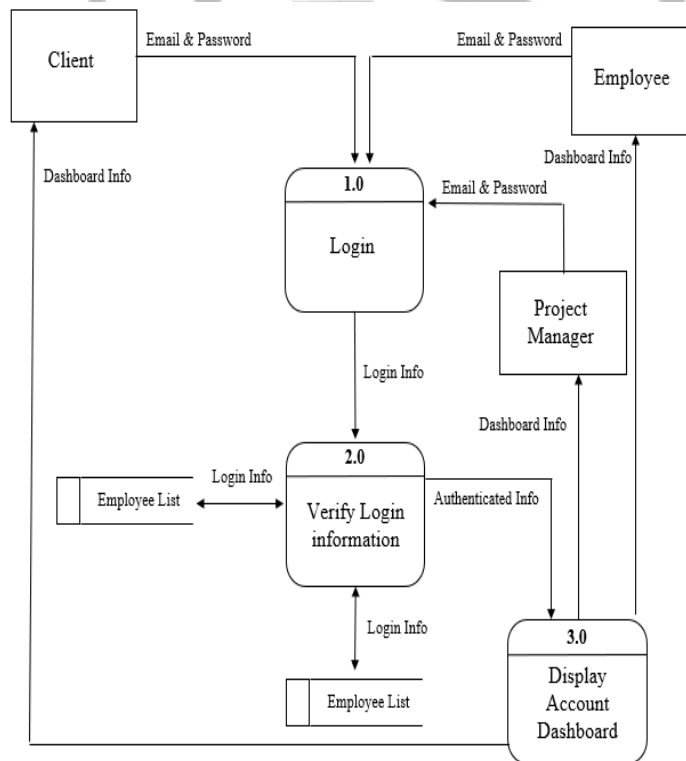 Email & Password
Email & Password
Client
Employee
Dashboard Info
Dashboard Info
1.0
Email & Password
Login
Project
Manager
Login Info
Dashboard Info
2.0
Login Info
Employee List
Verify Login
information
Authenticated Info
Login Info
3.0
Employee List
Display
Account
Dashboard